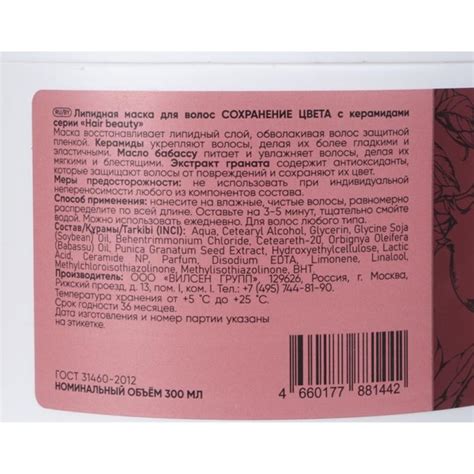 RU/BY Липидная маска для волос СОХРАНЕНИЕ ЦВЕТА с керамидами
серии «Hair beauty»
Маска восстанавливает липидный слой, обволакивая волос защитной
пленкой. Керамиды укрепляют волосы, делая их более гладкими и
эластичными. Масло бабассу питает и увлажняет волосы, делая их
мягкими и блестящими. Экстракт граната содержит антиоксиданты,
которые защищают волосы от повреждений и сохраняют их цвет.
Меры предосторожности: не использовать при индивидуальной
непереносимости любого из компонентов состава.
Способ применения: нанесите на влажные, чистые волосы, равномерно
распределите по всей длине. Оставьте на 3-5 минут, тщательно смойте
водой. Можно использовать ежедневно. Для волос любого типа.
Состав/Құрамы/Tarkibi (INCI): Aqua, Cetearyl Alcohol, Glycerin, Glycine Soja
(Soybean) Oil, Behentrimmonium Chloride, Ceteareth-20, Orbignya Oleifera
(Babassu) Oil, Punica Granatum Seed Extract, Hydroxyethylcellulose, Lactic
Acid, Ceramide NP, Parfum, Disodium EDTA, Limonene, Linalool,
Methylchloroisothiazolinone, Methylisothiazolinone, BHT.
Производитель: ООО «ВИЛСЕН ГРУПП», 129626, Россия, г. Москва,
Рижский проезд, д. 13, пом. I, ком. I. Тел. +7 (495) 744-81-90.
Температура хранения от +5 °С до +25 °С.
Срок годности 36 месяцев.
Дата изготовления и номер партии указаны
на этикетке.
ГОСТ 31460-2012
НОМИНАЛЬНЫЙ ОБЪЁМ 300 МЛ
4 660177 881442